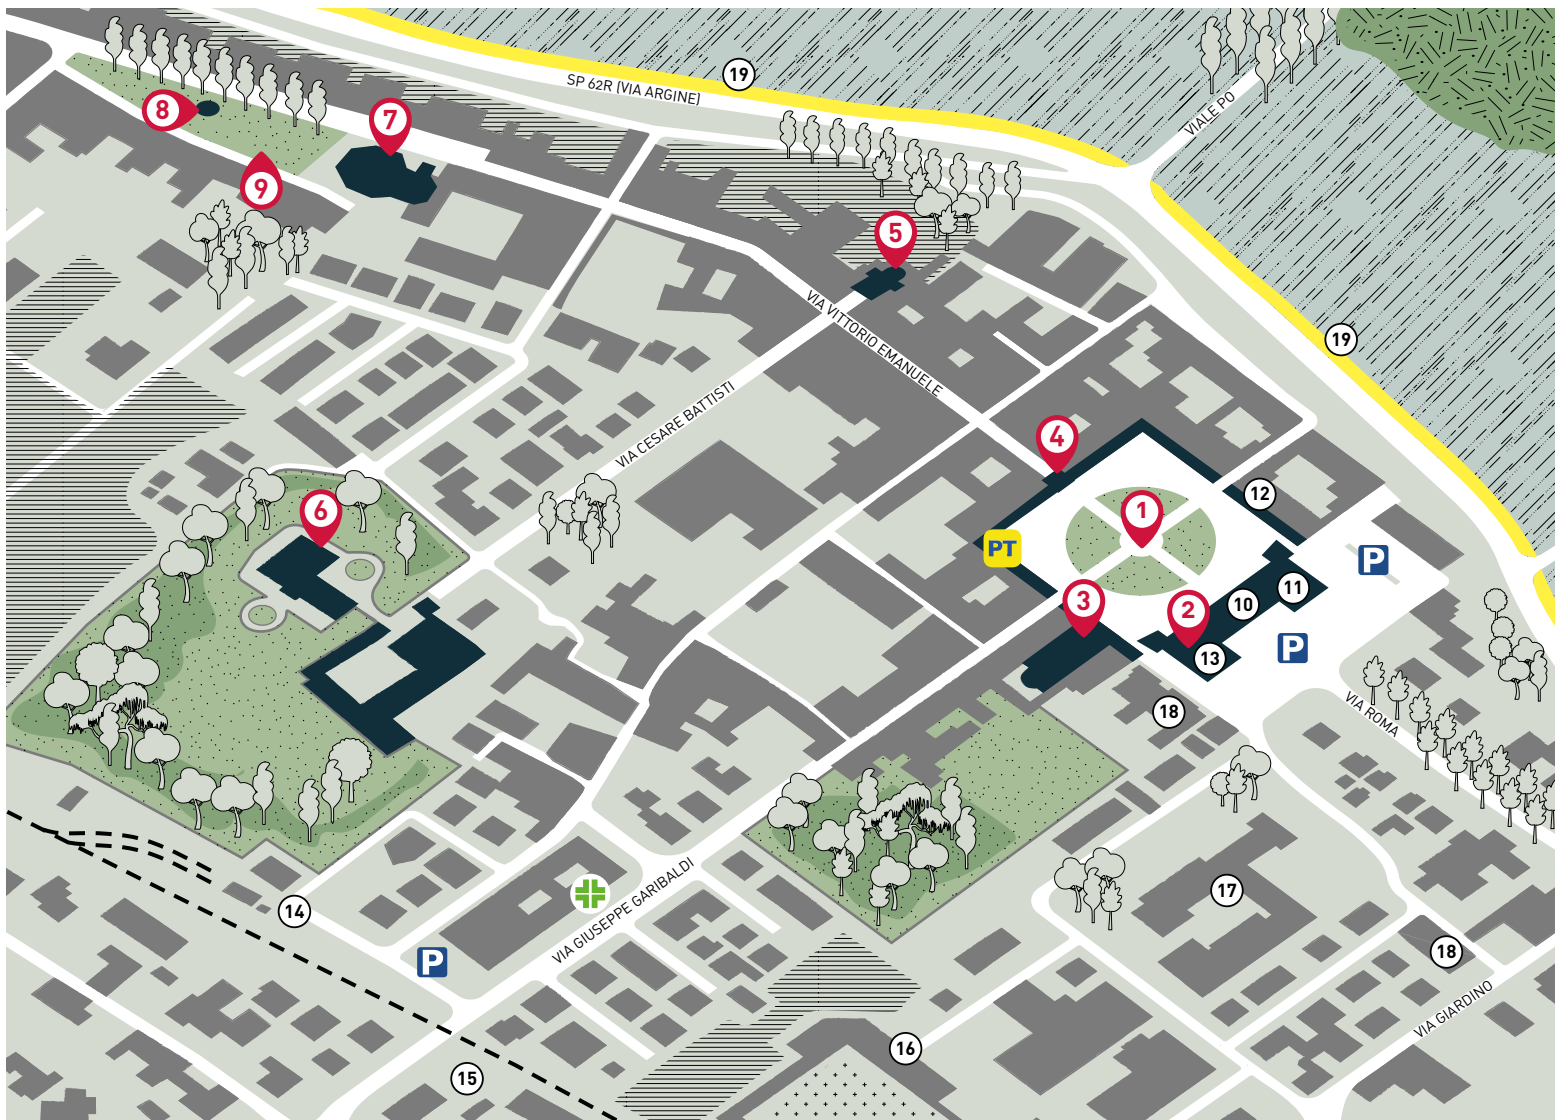 19
SP 62R (VIA ARGINE)
VIALE PO
8
7
9
5
VIA VITTORIO EMANUELE
19
VIA CESARE BATTISTI
4
12
6
1
PT
P
3
11
10
2
13
P
18
VIA ROMA
17
14
VIA GIUSEPPE GARIBALDI
P
18
VIA GIARDINO
16
15